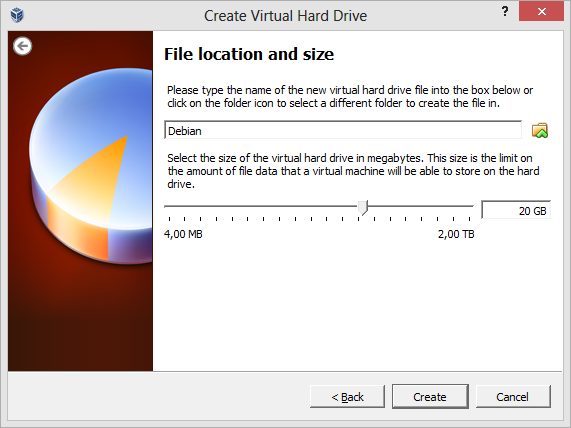 Create Virtual Hard Drive
?
File location and size
Please type the name of the new virtual hard drive file into the box below or
click on the folder icon to select a different folder to create the file in.
Debian
Select the size of the virtual hard drive in megabytes. This size is the limit on
the amount of file data that a virtual machine will be able to store on the hard
drive.
20 GB
4,00 MB 2,00 TB
< Back Create Cancel